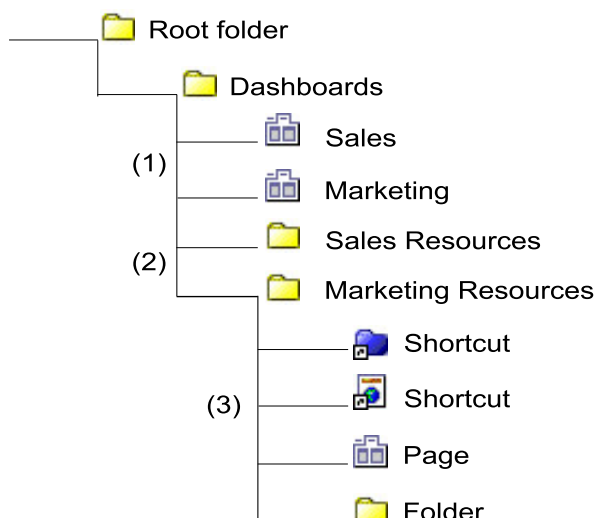 Root folder
Dashboards
Sales
(1)
Marketing
Sales Resources
(2)
Marketing Resources
Shortcut
Shortcut
(3)
Page
Folder